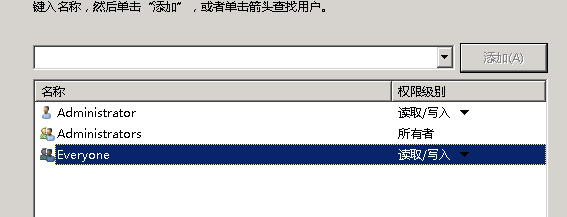 键入名称，然后单击“添加”，或者单击箭头查找用户。
添加(A)
名称 权限级别
Administrator 读取/写入
Administrators 所有者
Everyone 读取/写入